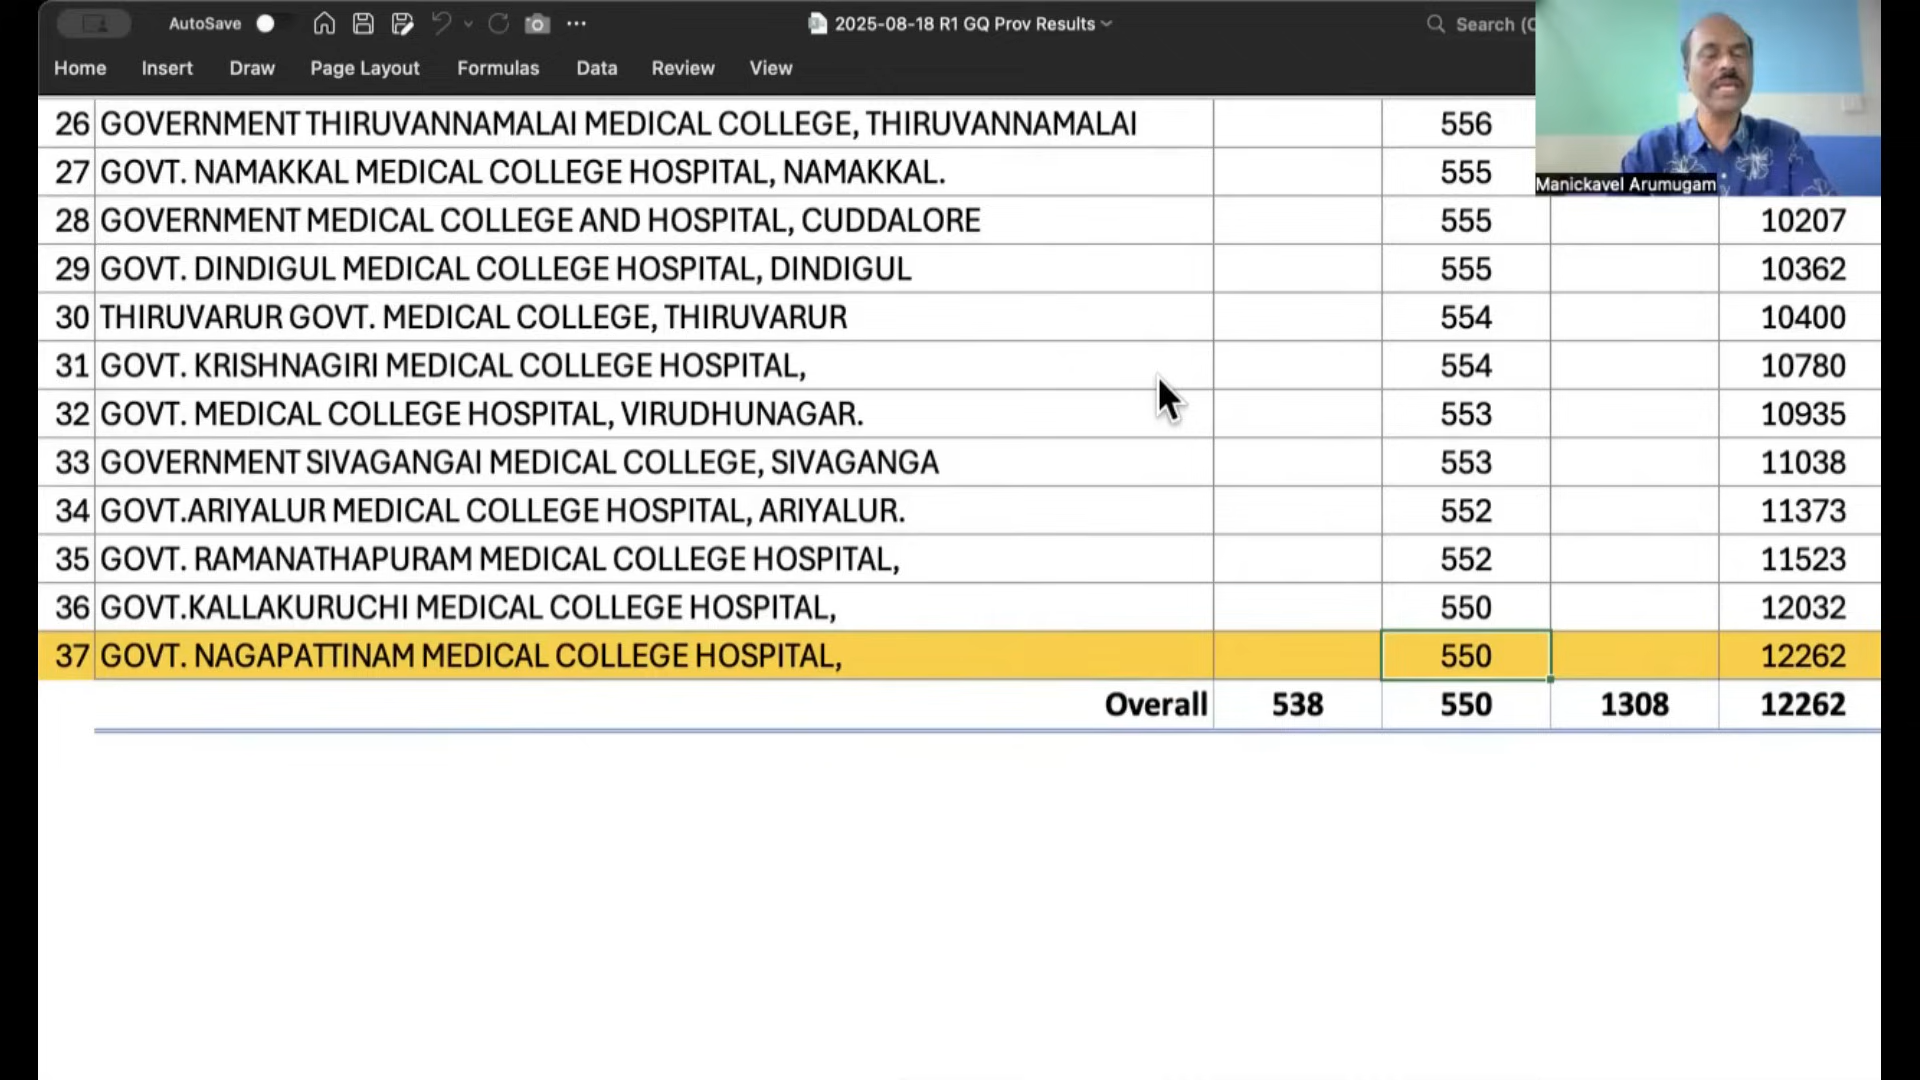 AutoSave
2025-08-18 R1 GQ Prov Results
Search (C
Home Insert Draw Page Layout Formulas Data Review View
26 GOVERNMENT THIRUVANNAMALAI MEDICAL COLLEGE, THIRUVANNAMALAI 556
27 GOVT. NAMAKKAL MEDICAL COLLEGE HOSPITAL, NAMAKKAL. 555
Manickavel Arumugam
28 GOVERNMENT MEDICAL COLLEGE AND HOSPITAL, CUDDALORE 555 10207
29 GOVT. DINDIGUL MEDICAL COLLEGE HOSPITAL, DINDIGUL 555 10362
30 THIRUVARUR GOVT. MEDICAL COLLEGE, THIRUVARUR 554 10400
31 GOVT. KRISHNAGIRI MEDICAL COLLEGE HOSPITAL, 554 10780
32 GOVT. MEDICAL COLLEGE HOSPITAL, VIRUDHUNAGAR. 553 10935
33 GOVERNMENT SIVAGANGAI MEDICAL COLLEGE, SIVAGANGA 553 11038
34 GOVT.ARIYALUR MEDICAL COLLEGE HOSPITAL, ARIYALUR. 552 11373
35 GOVT. RAMANATHAPURAM MEDICAL COLLEGE HOSPITAL, 552 11523
36 GOVT.KALLAKURUCHI MEDICAL COLLEGE HOSPITAL, 550 12032
37 GOVT. NAGAPATTINAM MEDICAL COLLEGE HOSPITAL, 550 12262
Overall 538 550 1308 12262